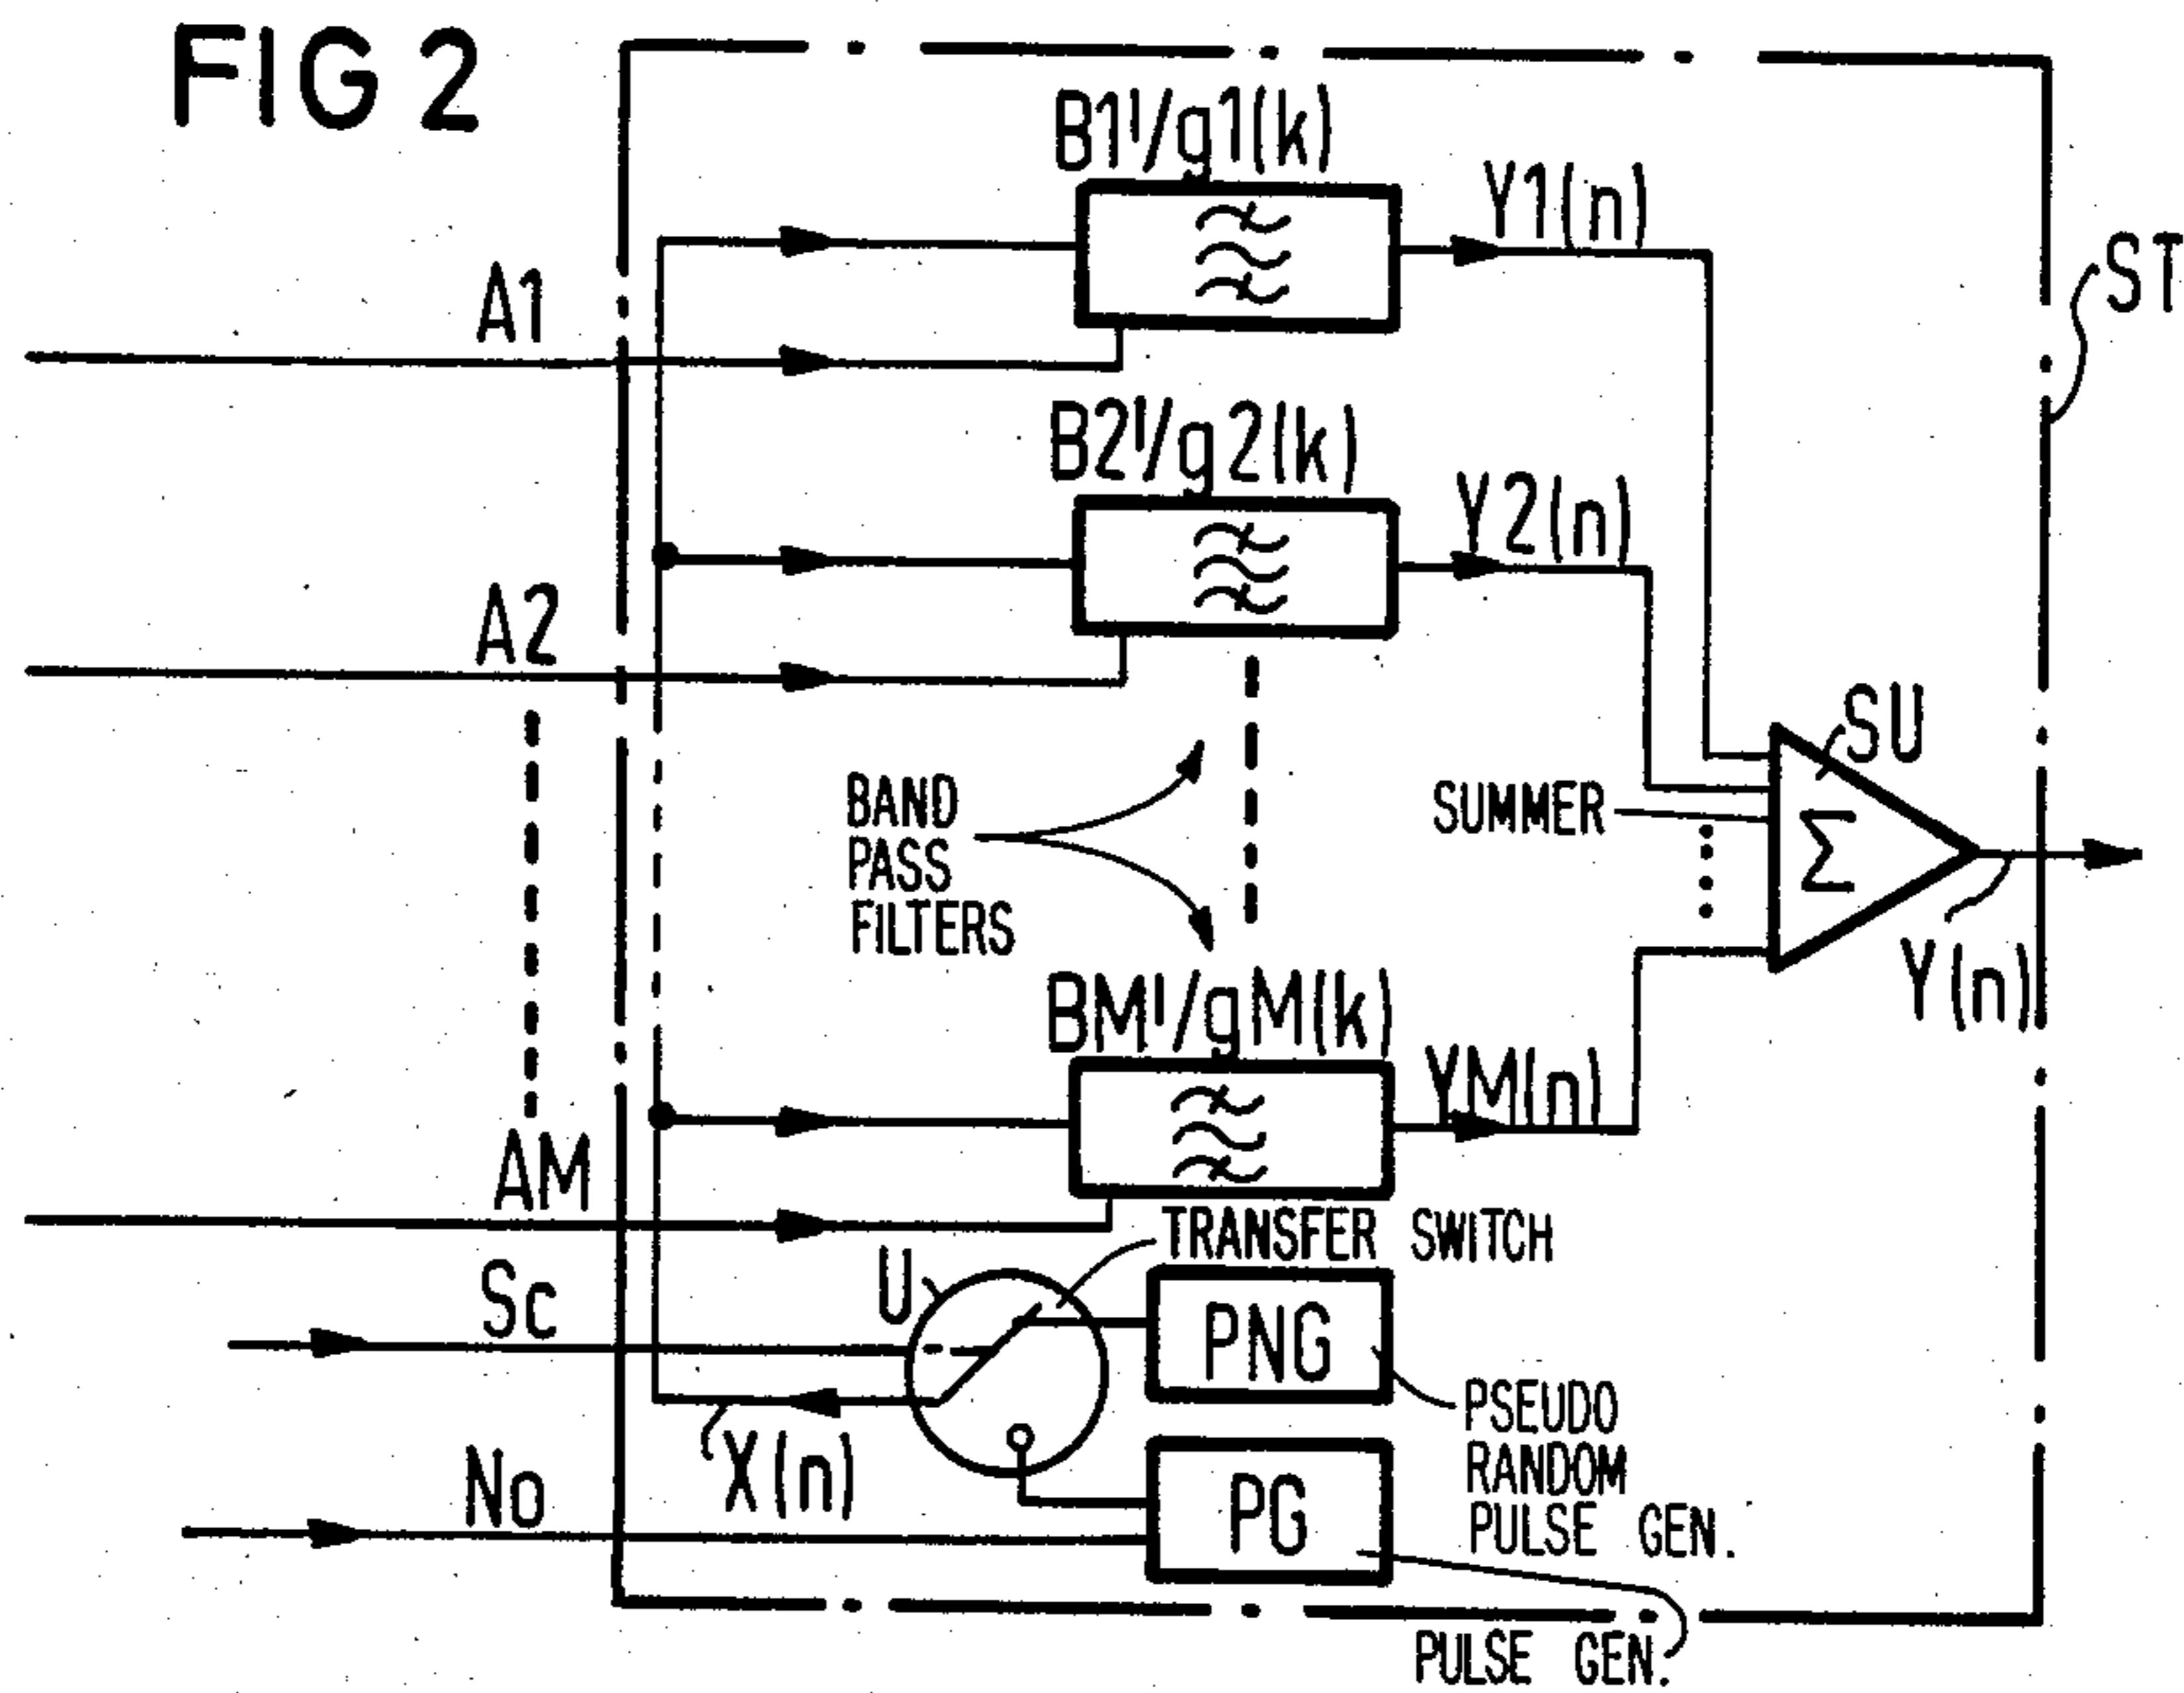 FIG 2
B1'/g1(k)
Y1(n)
ST
A1
B2'/g2(k)
Y2(n)
A2
SU
BAND
PASS
FILTERS
SUMMER
Σ
Y(n)
BM'/gM(k)
YM(n)
AM
TRANSFER SWITCH
Sc
U
PNG
PSEUDO
RANDOM
PULSE GEN.
X(n)
No
PG
PULSE GEN.